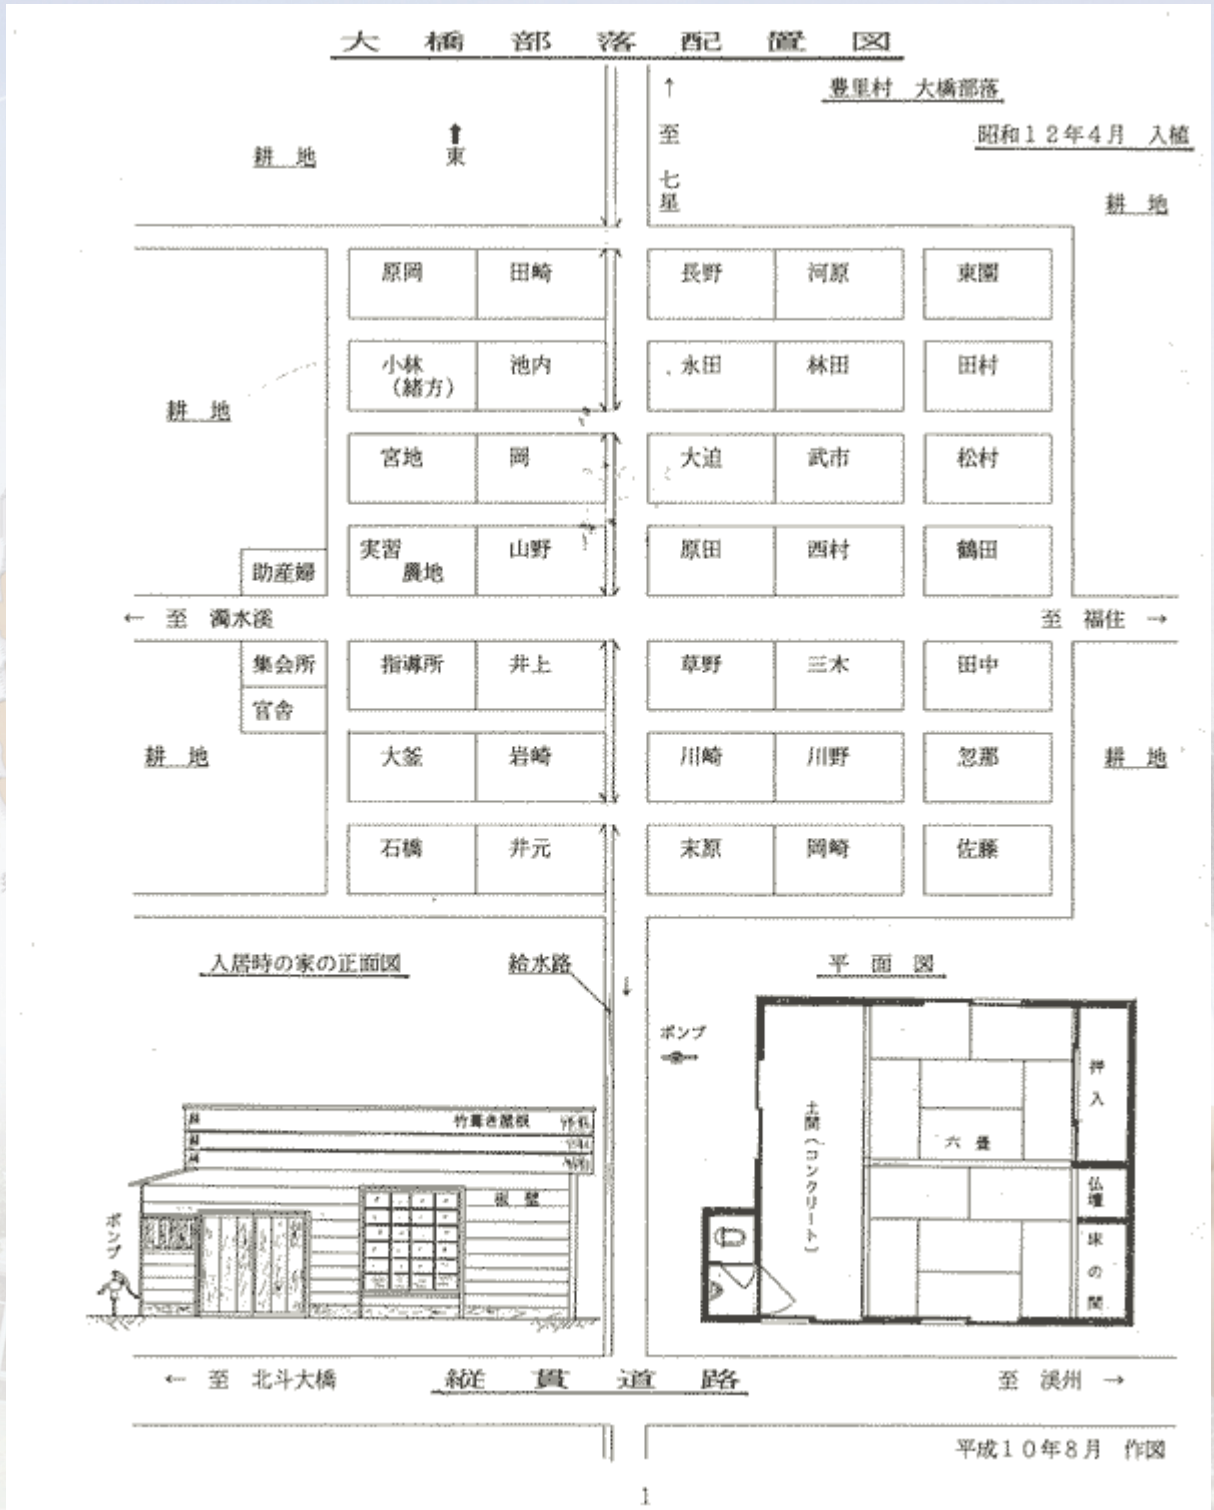 大橋部落配置図
豊里村　大橋部落
昭和１２年４月　入植
↑至七星
耕地
東
耕地
原岡　田崎　長野　河原　東園
小林（緒方）　池内　永田　林田　田村
耕地
宮地　岡　大迫　武市　松村
実習農地　山野　原田　西村　鶴田
助産婦
←　至　濁水溪
至　福住　→
集会所　指導所　井上　草野　三木　田中
官舎
耕地　大釜　岩崎　川崎　川野　忽那　耕地
石橋　井元　末原　岡崎　佐藤
入居時の家の正面図
給水路
平面図
ポンプ
押入
土間（コンクリート）
六畳
仏壇
床の間
竹葺き屋根
板壁
ポンプ
←　至　北斗大橋
縦貫道路
至　渓州　→
平成１０年８月　作図
1